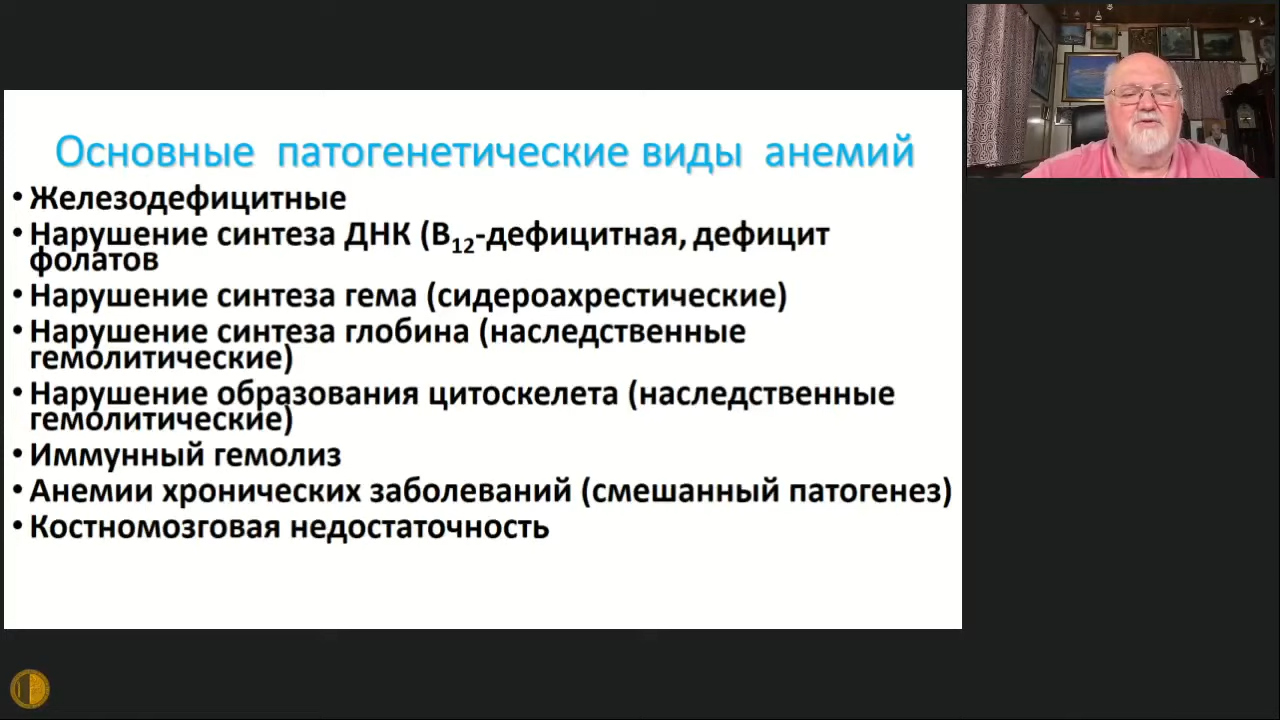 Основные патогенетические виды анемий
• Железодефицитные
• Нарушение синтеза ДНК (В12-дефицитная, дефицит
фолатов
• Нарушение синтеза гема (сидероахрестические)
• Нарушение синтеза глобина (наследственные
гемолитические)
• Нарушение образования цитоскелета (наследственные
гемолитические)
• Иммунный гемолиз
• Анемии хронических заболеваний (смешанный патогенез)
• Костномозговая недостаточность